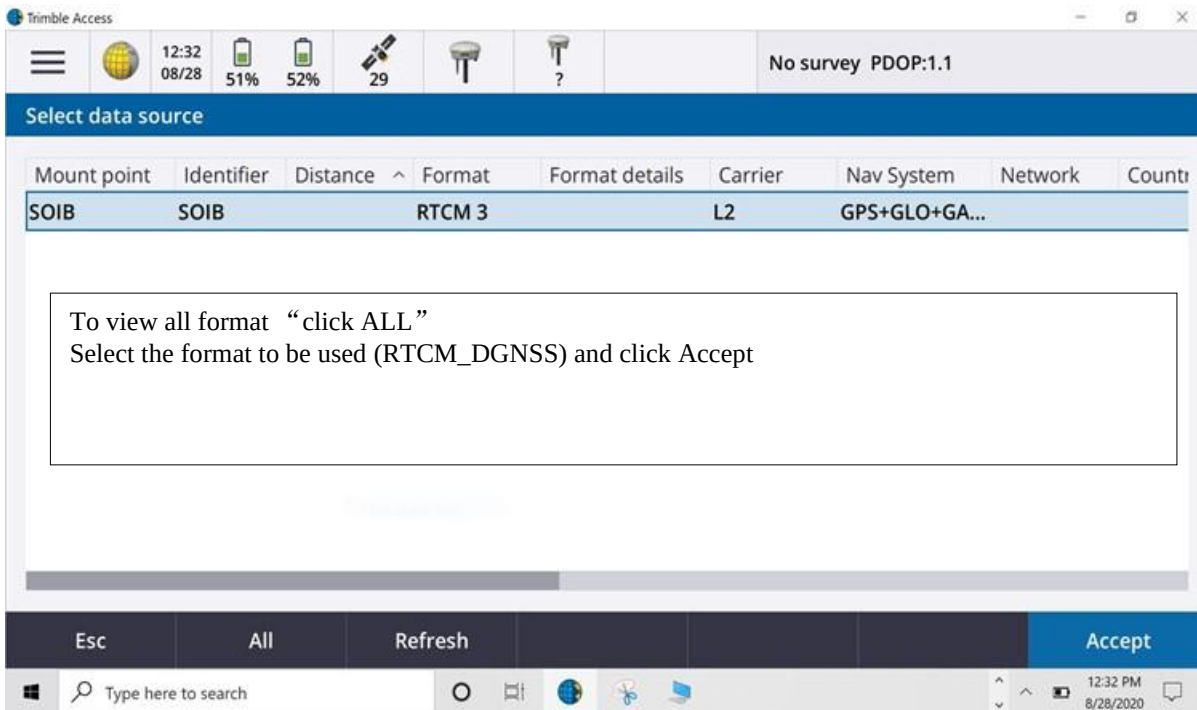 Trimble Access
12:32
08/28
51%
52%
29
?
No survey PDOP:1.1
Select data source
Mount point Identifier Distance Format Format details Carrier Nav System Network Countr
SOIB SOIB RTCM 3 L2 GPS+GLO+GA...
To view all format “click ALL”
Select the format to be used (RTCM_DGNSS) and click Accept
Esc All Refresh Accept
Type here to search
12:32 PM
8/28/2020